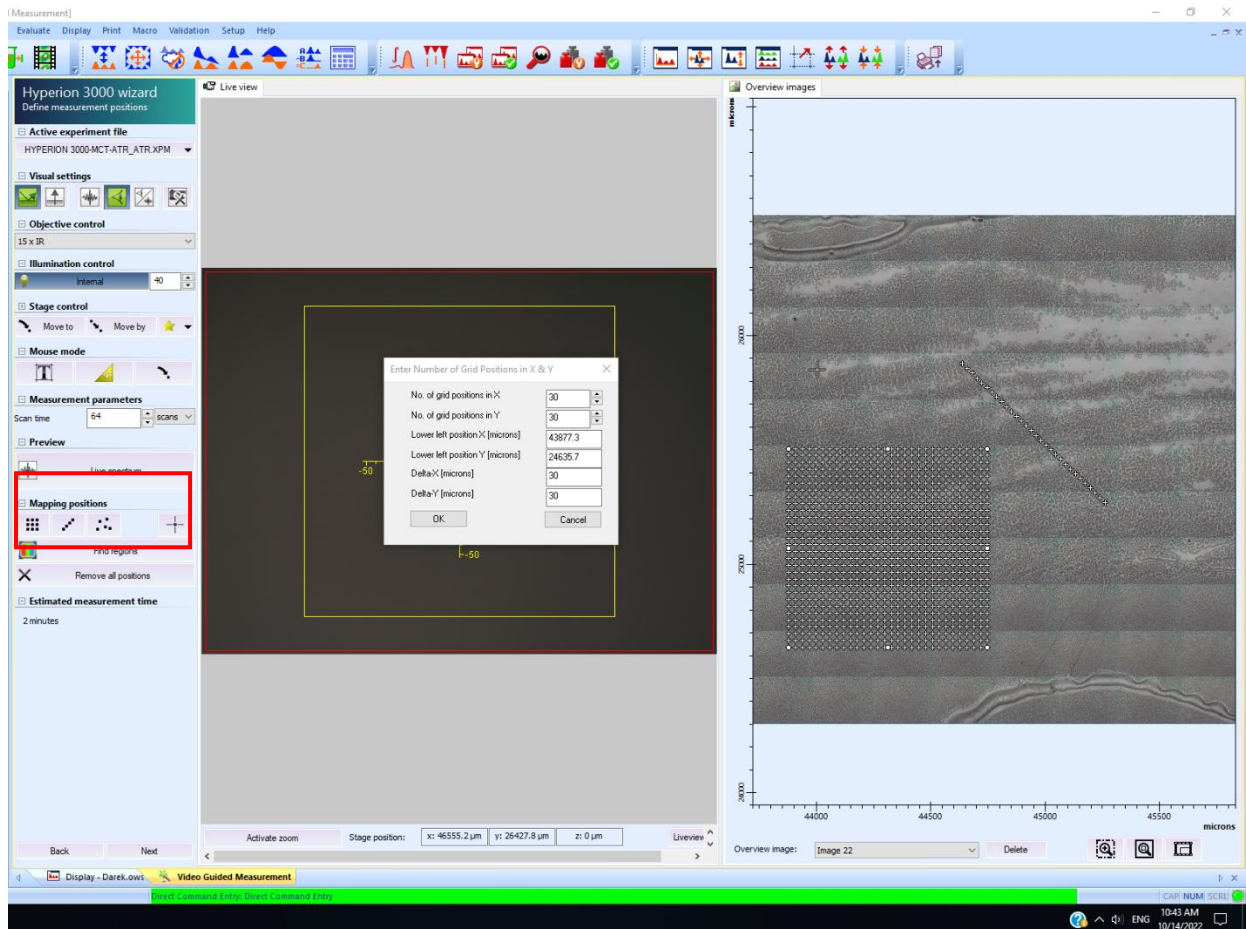 Measurement]
Evaluate Display Print Macro Validation Setup Help
Hyperion 3000 wizard
Define measurement positions
Active experiment file
HYPERION 3000-MCT-ATR_ATR.XPM
Visual settings
Objective control
15 x IR
Illumination control
Internal 40
Stage control
Move to Move by
Mouse mode
Measurement parameters
Scan time 64 scans
Preview
Live spectrum
Mapping positions
Find regions
Remove all positions
Estimated measurement time
2 minutes
Back Next
Live view
-50
-50
Enter Number of Grid Positions in X & Y
No. of grid positions in X 30
No. of grid positions in Y 30
Lower left position X [microns] 43877.3
Lower left position Y [microns] 24635.7
Delta-X [microns] 30
Delta-Y [microns] 30
OK Cancel
Activate zoom Stage position: x: 46555.2 µm y: 26427.8 µm z: 0 µm Liveview
Overview images
microns
26000
25000
24000
44000 44500 45000 45500
microns
Overview image: Image 22 Delete
Display - Darek.ows Video Guided Measurement
Direct Command Entry: Direct Command Entry
CAP NUM SCRL
ENG 10:43 AM
10/14/2022